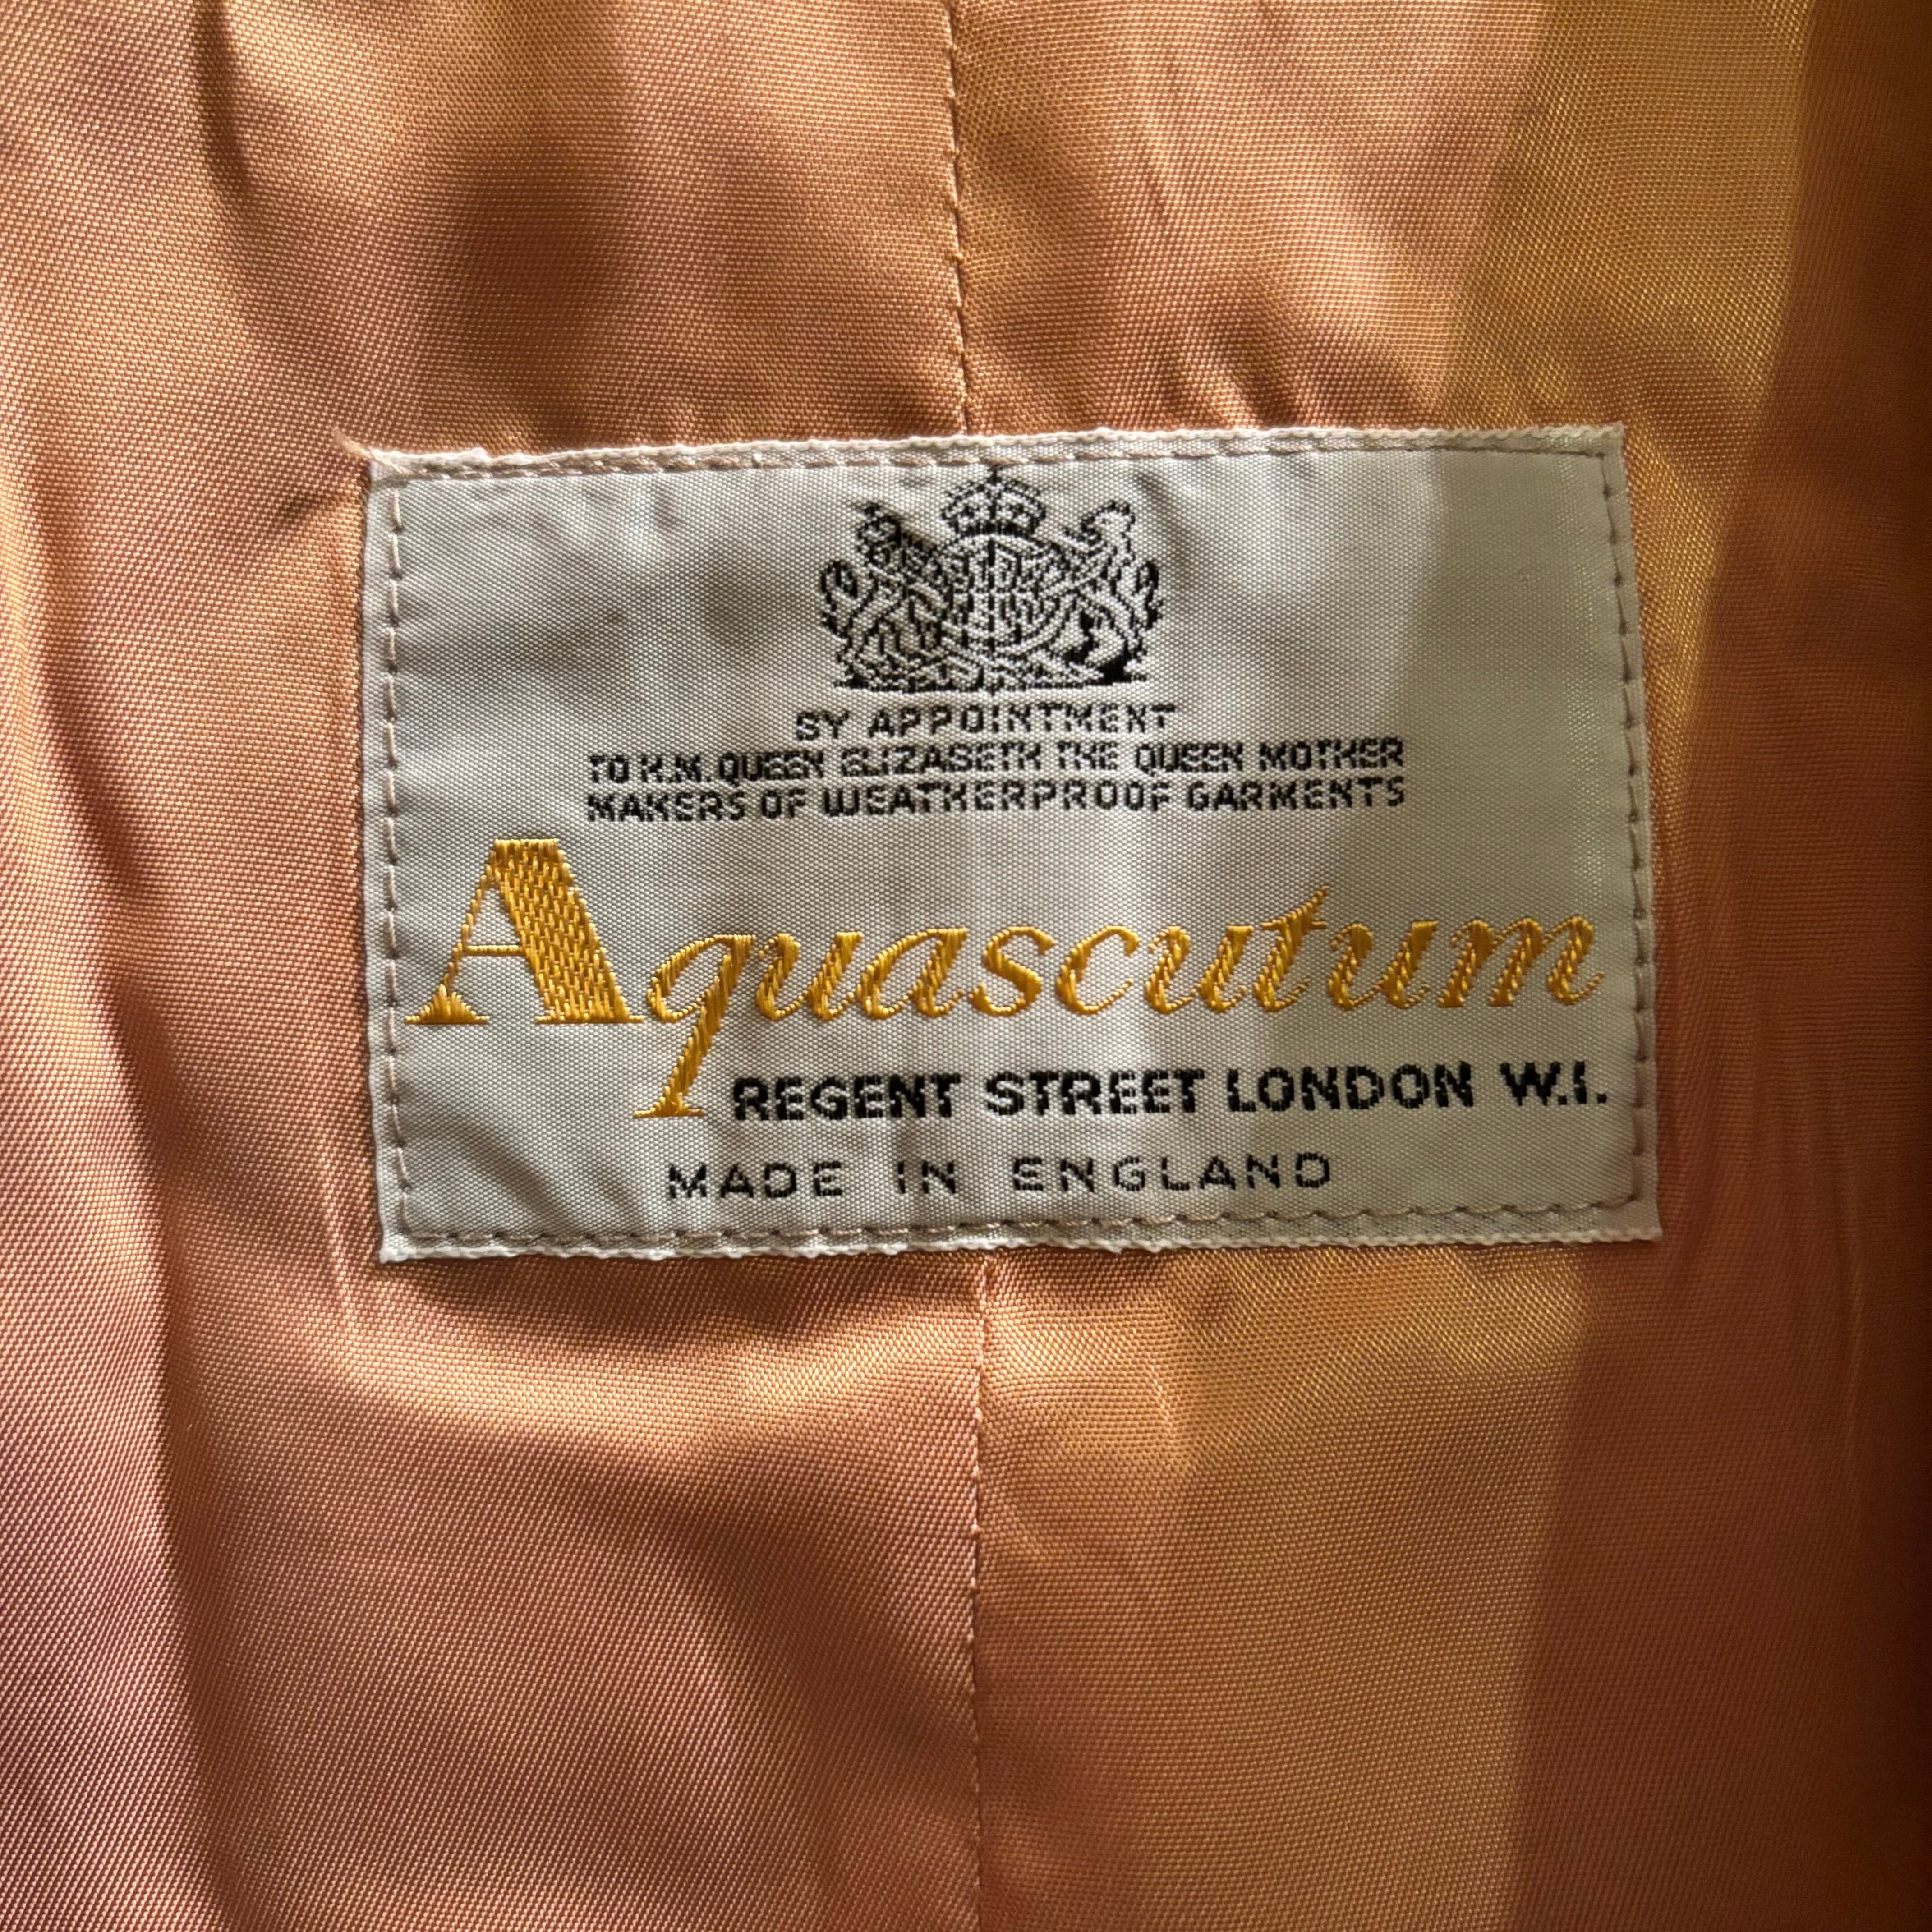 BY APPOINTMENT
TO H.M. QUEEN ELIZABETH THE QUEEN MOTHER
MAKERS OF WEATHERPROOF GARMENTS
Aquascutum
REGENT STREET LONDON W.1.
MADE IN ENGLAND